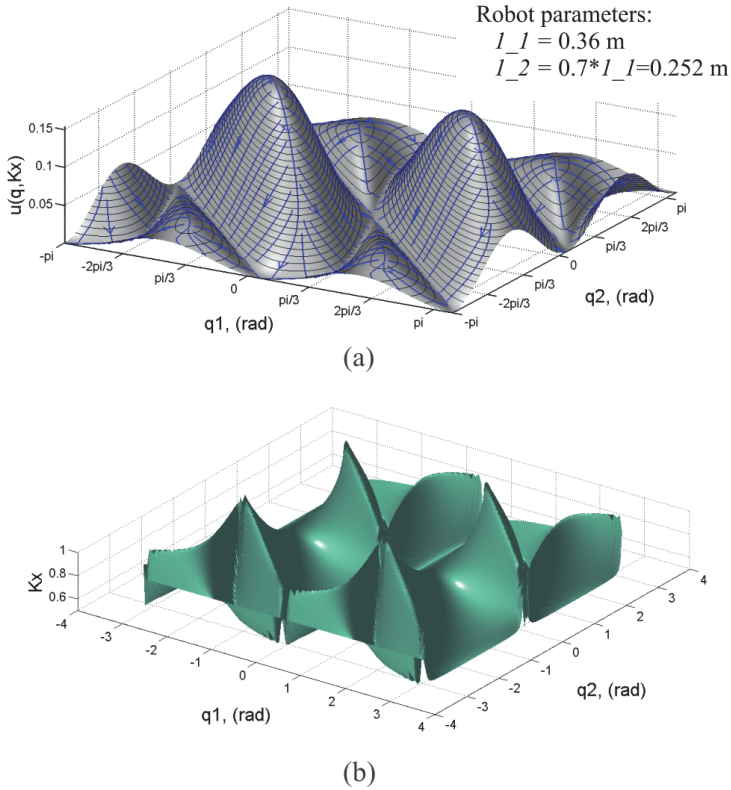 Robot parameters:
l_1 = 0.36 m
l_2 = 0.7*l_1=0.252 m
0.15
0.1
0.05
u(q,Kx)
-pi
-2pi/3
pi/3
0
pi/3
2pi/3
pi
q1, (rad)
-pi
-2pi/3
pi/3
0
pi/3
2pi/3
pi
q2, (rad)
(a)
1
0.8
0.6
Kx
-4
-3
-2
-1
0
1
2
3
4
q1, (rad)
-4
-3
-2
-1
0
1
2
3
4
q2, (rad)
(b)